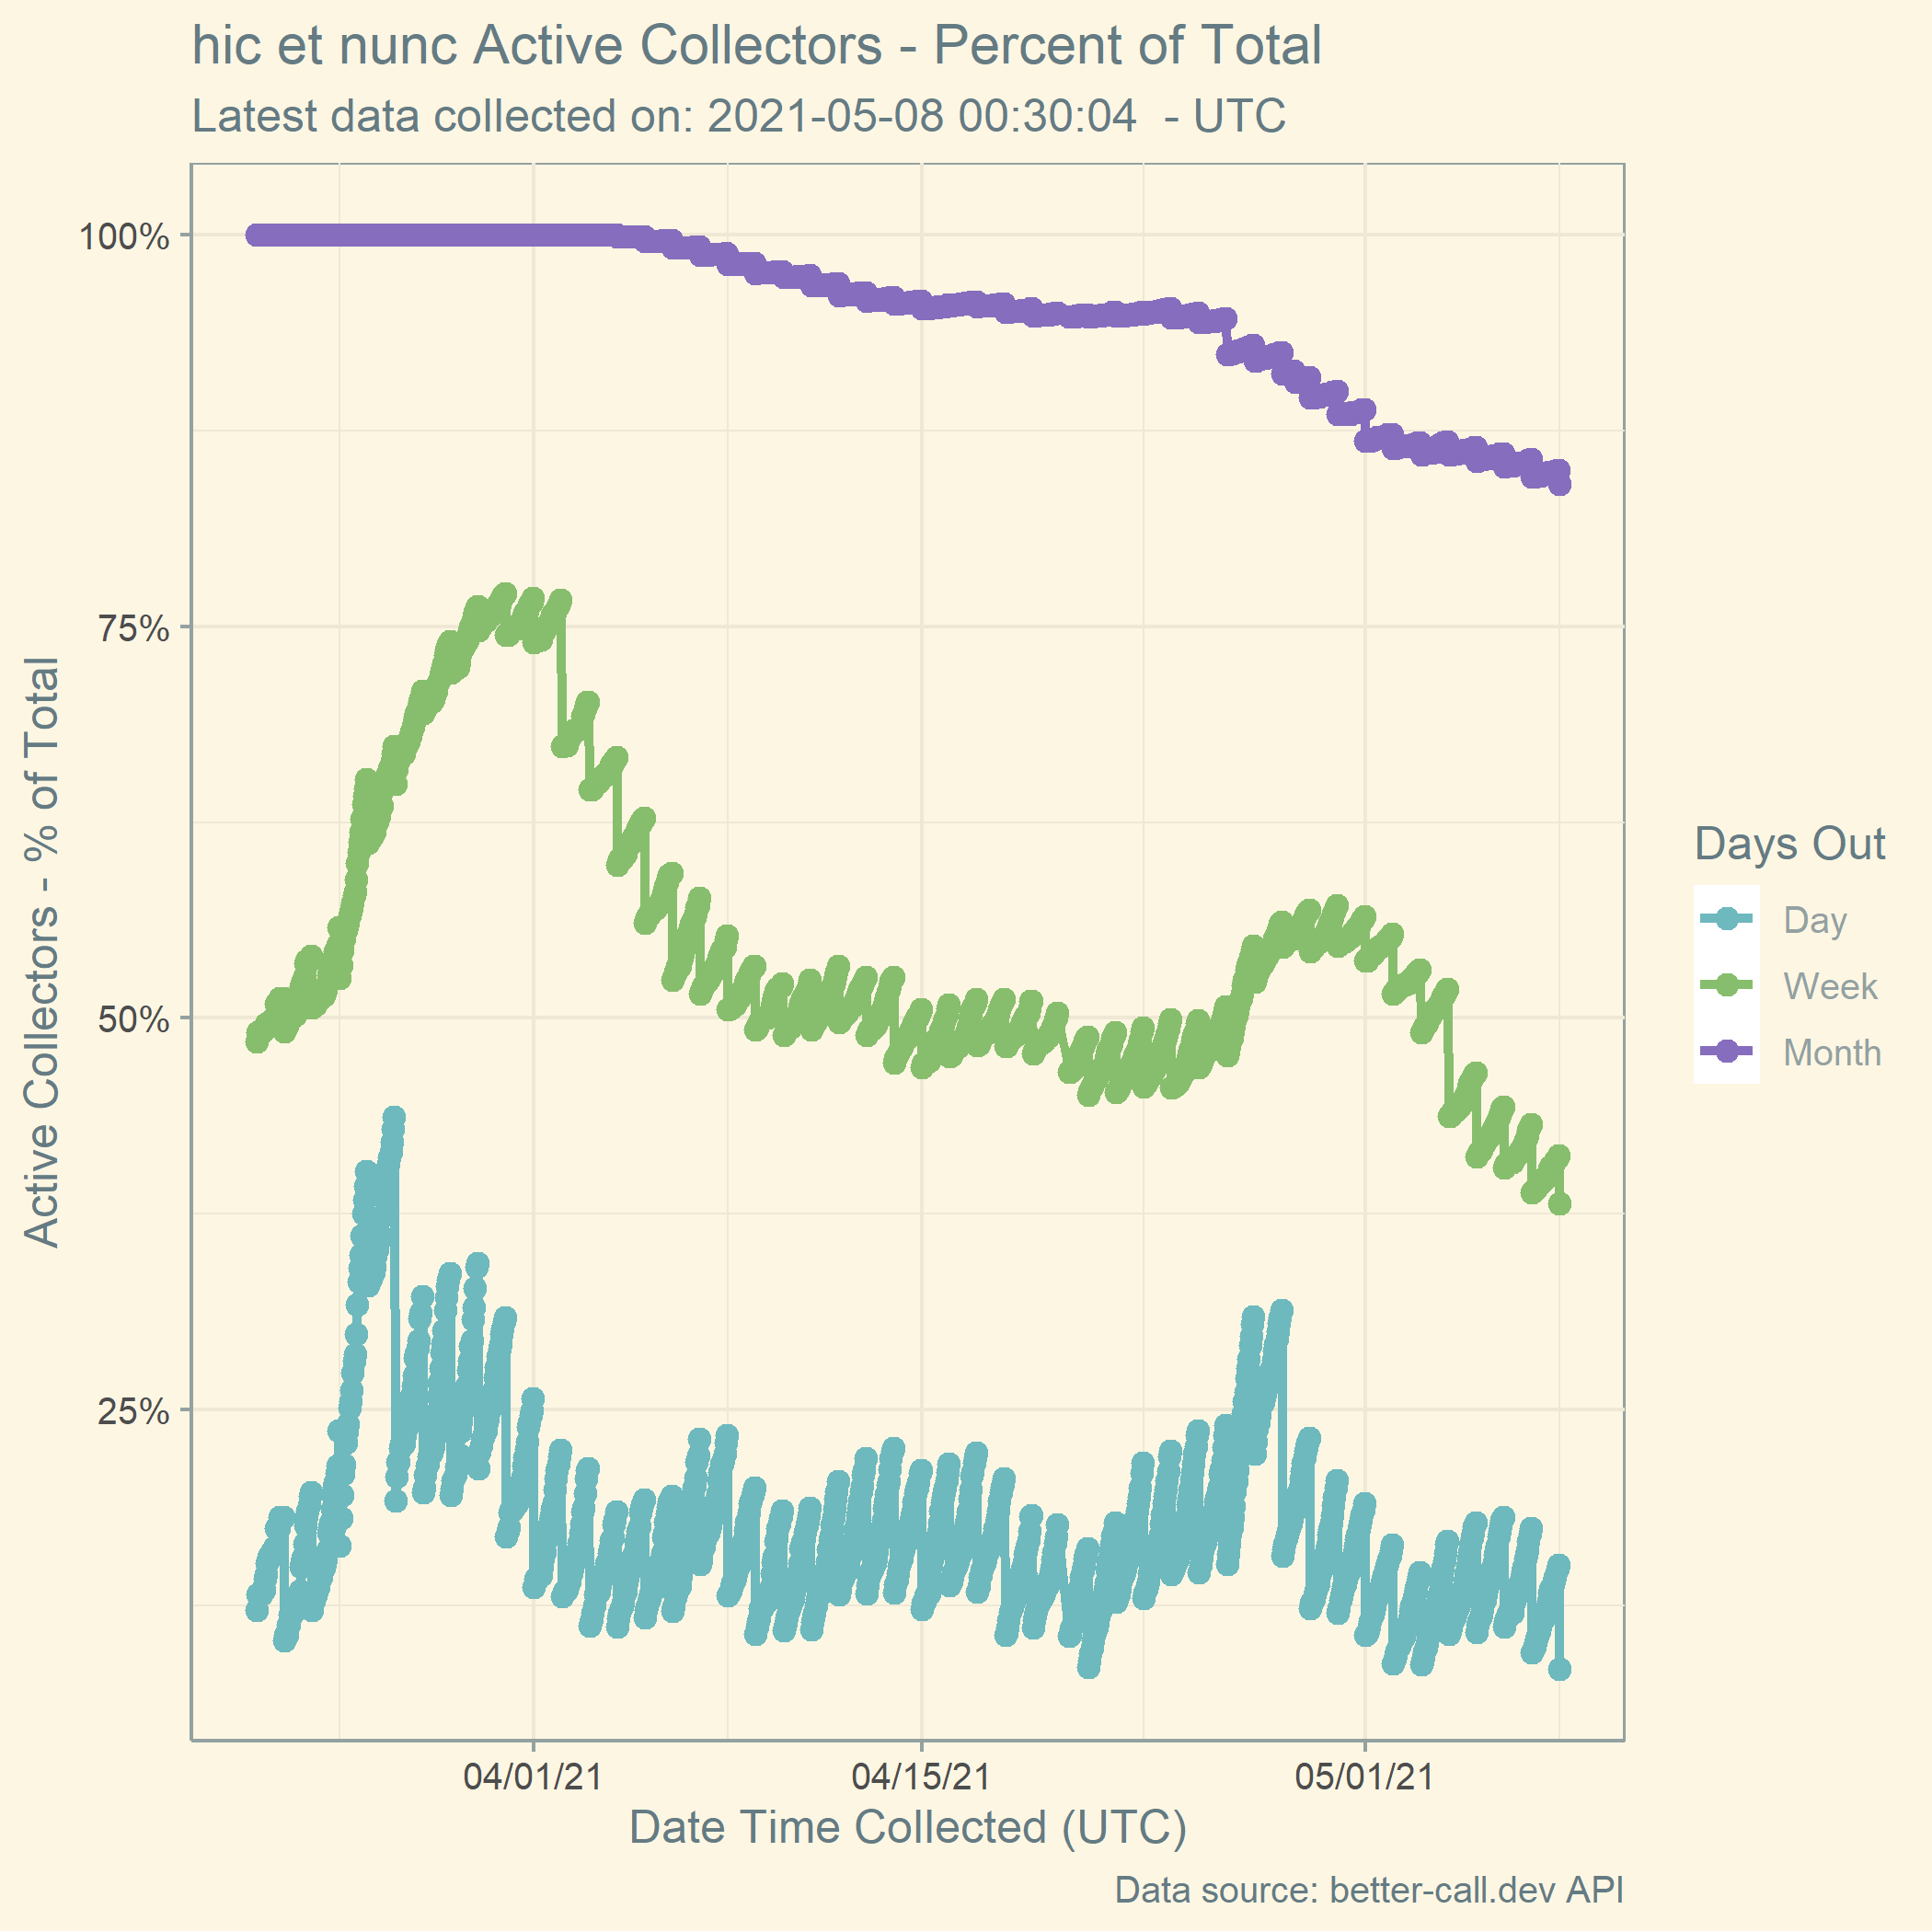 hic et nunc Active Collectors - Percent of Total
Latest data collected on: 2021-05-08 00:30:04  - UTC
Active Collectors - % of Total
100%
75%
50%
25%
04/01/21
04/15/21
05/01/21
Date Time Collected (UTC)
Days Out
Day
Week
Month
Data source: better-call.dev API